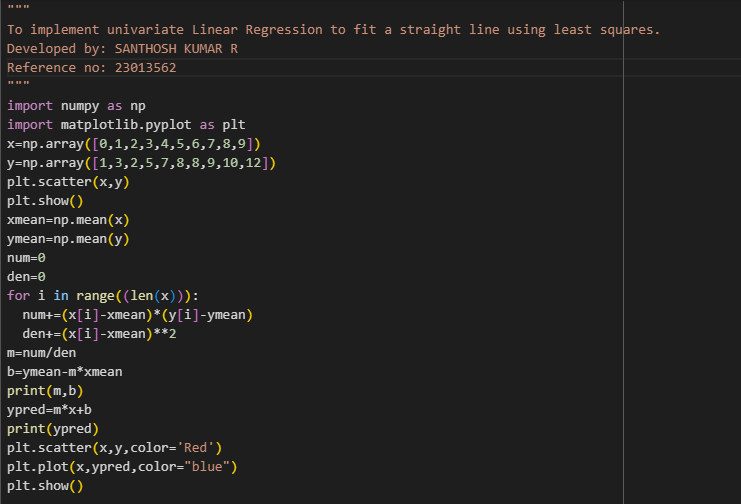 """
To implement univariate Linear Regression to fit a straight line using least squares.
Developed by: SANTHOSH KUMAR R
Reference no: 23013562
"""
import numpy as np
import matplotlib.pyplot as plt
x=np.array([0,1,2,3,4,5,6,7,8,9])
y=np.array([1,3,2,5,7,8,8,9,10,12])
plt.scatter(x,y)
plt.show()
xmean=np.mean(x)
ymean=np.mean(y)
num=0
den=0
for i in range((len(x))):
  num+=(x[i]-xmean)*(y[i]-ymean)
  den+=(x[i]-xmean)**2
m=num/den
b=ymean-m*xmean
print(m,b)
ypred=m*x+b
print(ypred)
plt.scatter(x,y,color='Red')
plt.plot(x,ypred,color="blue")
plt.show()